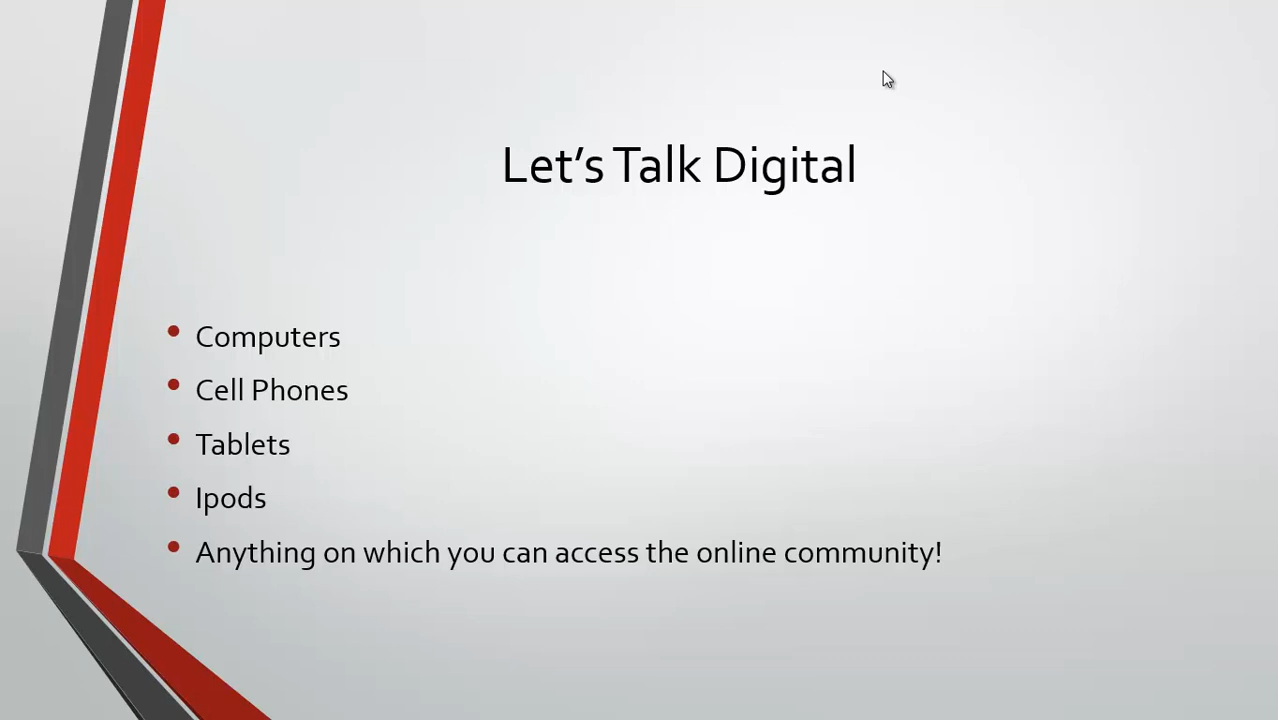 Let’s Talk Digital
• Computers
• Cell Phones
• Tablets
• Ipods
• Anything on which you can access the online community!